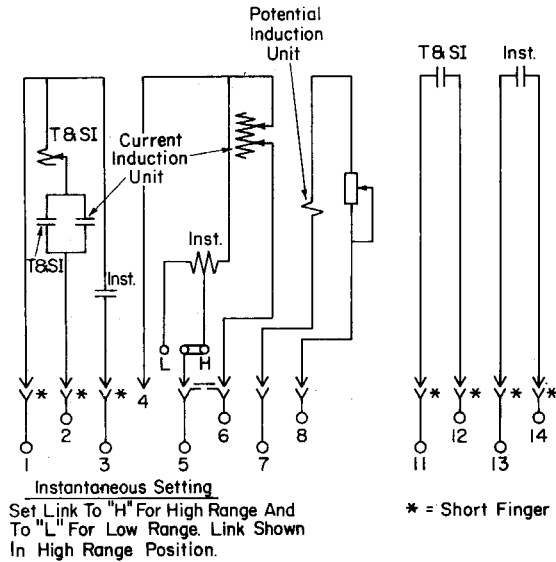 Potential
Induction
Unit
T&SI
Inst.
T&SI
Current
Induction
Unit
T&SI
Inst.
Inst.
L
H
*
*
*
4
*
*
*
*
1
2
3
5
6
7
8
11
12
13
14
Instantaneous Setting
Set Link To "H" For High Range And
To "L" For Low Range. Link Shown
In High Range Position.
* = Short Finger